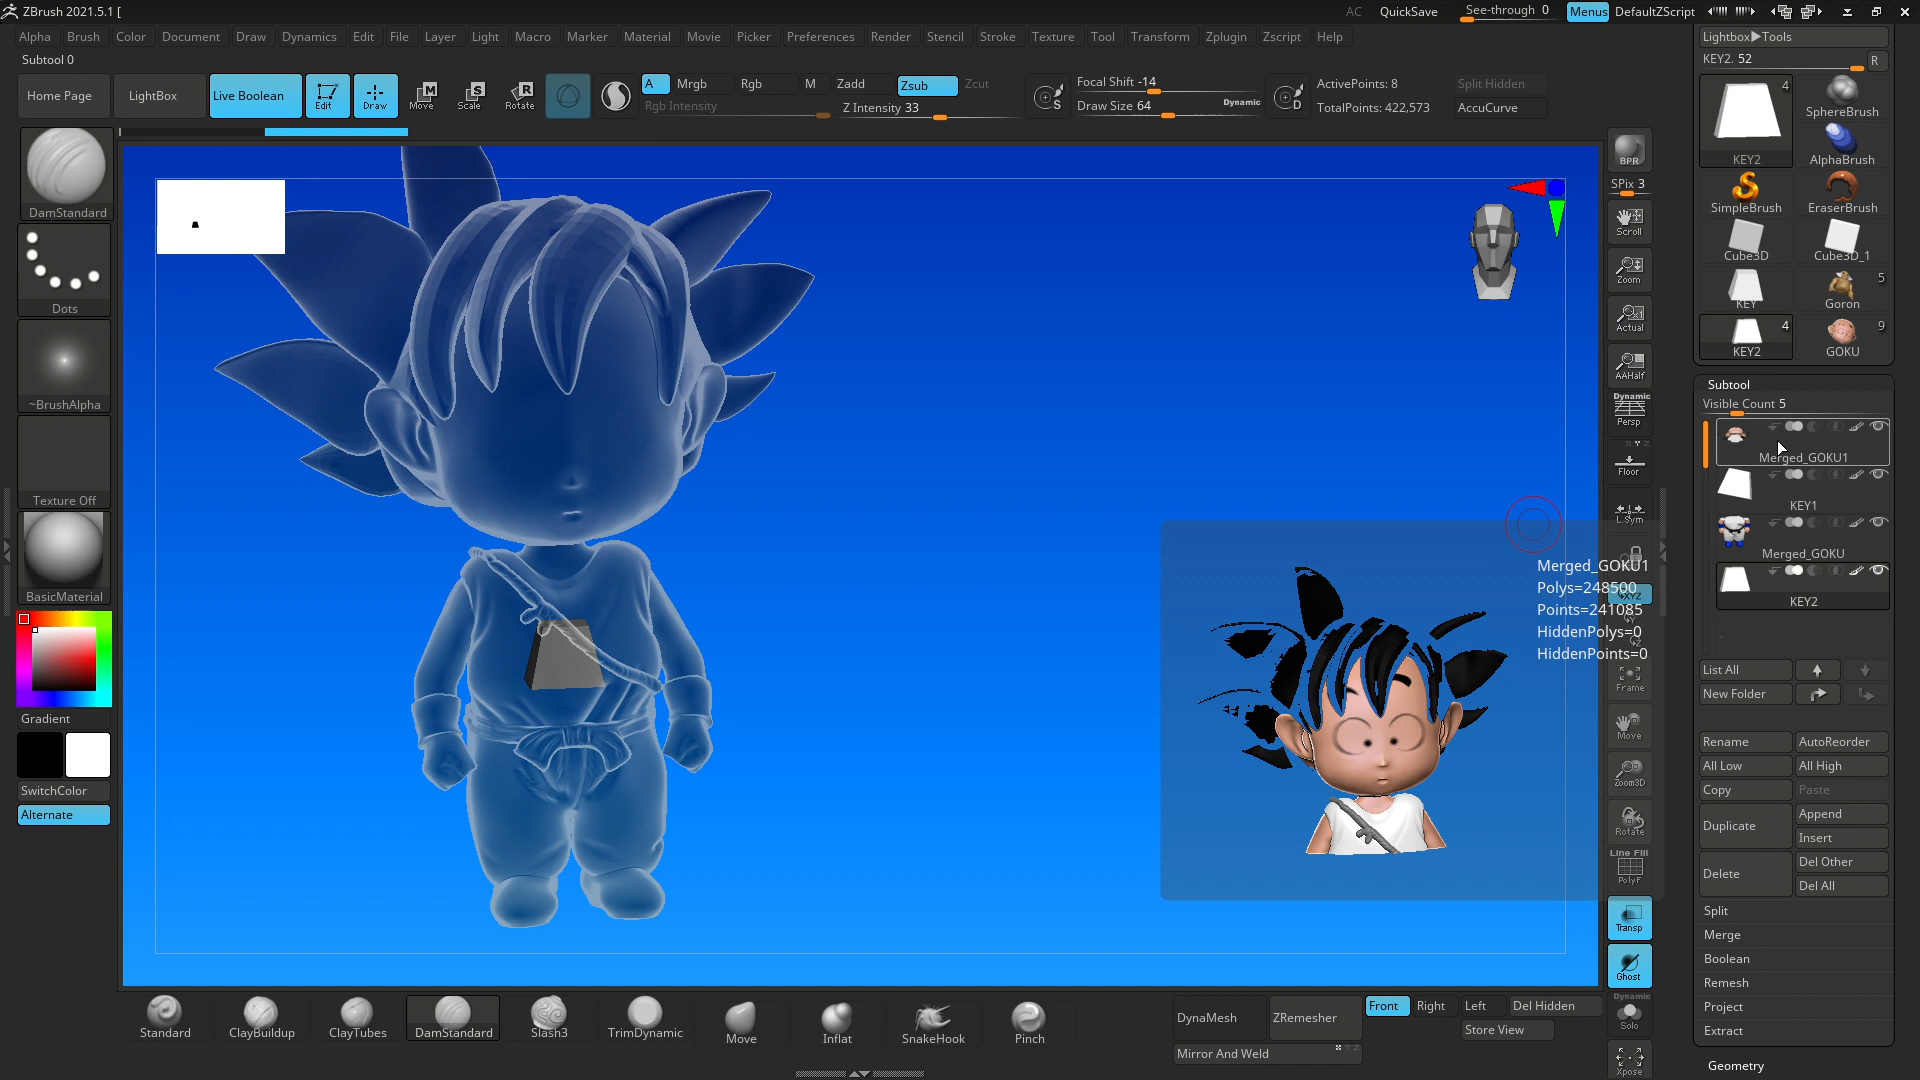 ZBrush 2021.5.1 [
AC QuickSave See-through 0 Menus DefaultZScript
Alpha Brush Color Document Draw Dynamics Edit File Layer Light Macro Marker Material Movie Picker Preferences Render Stencil Stroke Texture Tool Transform Zplugin Zscript Help
Subtool 0
Home Page LightBox Live Boolean Edit Draw Move Scale Rotate
A Mrgb Rgb M Zadd Zsub Zcut
Rgb Intensity Z Intensity 33
Focal Shift -14
Draw Size 64 Dynamic
ActivePoints: 8
TotalPoints: 422,573
Split Hidden
AccuCurve
DamStandard
Dots
~BrushAlpha
Texture Off
BasicMaterial
Gradient
SwitchColor
Alternate
BPR
SPix 3
Scroll
Zoom
Actual
AAHalf
Dynamic
Persp
Floor
L.Sym
XYZ
Frame
Move
Zoom3D
Rotate
Line Fill
PolyF
Transp
Ghost
Dynamic
Solo
Xpose
Merged_GOKU1
Polys=248500
Points=241085
HiddenPolys=0
HiddenPoints=0
Lightbox▶Tools
KEY2. 52 R
4
KEY2
SphereBrush
AlphaBrush
SimpleBrush EraserBrush
Cube3D Cube3D_1
5
KEY Goron
4 9
KEY2 GOKU
Subtool
Visible Count 5
Merged_GOKU1
KEY1
Merged_GOKU
KEY2
List All
New Folder
Rename AutoReorder
All Low All High
Copy Paste
Duplicate Append
Insert
Delete Del Other
Del All
Split
Merge
Boolean
Remesh
Project
Extract
Geometry
Standard ClayBuildup ClayTubes DamStandard Slash3 TrimDynamic Move Inflat SnakeHook Pinch
DynaMesh ZRemesher
Mirror And Weld
Front Right Left Del Hidden
Store View